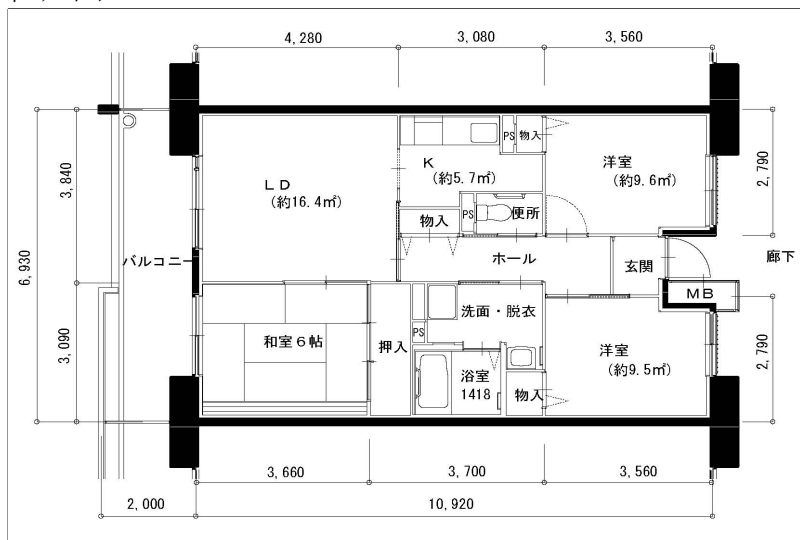 4,280
3,080
3,560
3,840
6,930
3,090
2,790
2,790
PS
物入
洋室
(約9.6㎡)
K
(約5.7㎡)
LD
(約16.4㎡)
PS
便所
物入
バルコニー
ホール
玄関
廊下
MB
洗面・脱衣
PS
和室6帖
押入
洋室
(約9.5㎡)
浴室
1418
物入
3,660
3,700
3,560
2,000
10,920